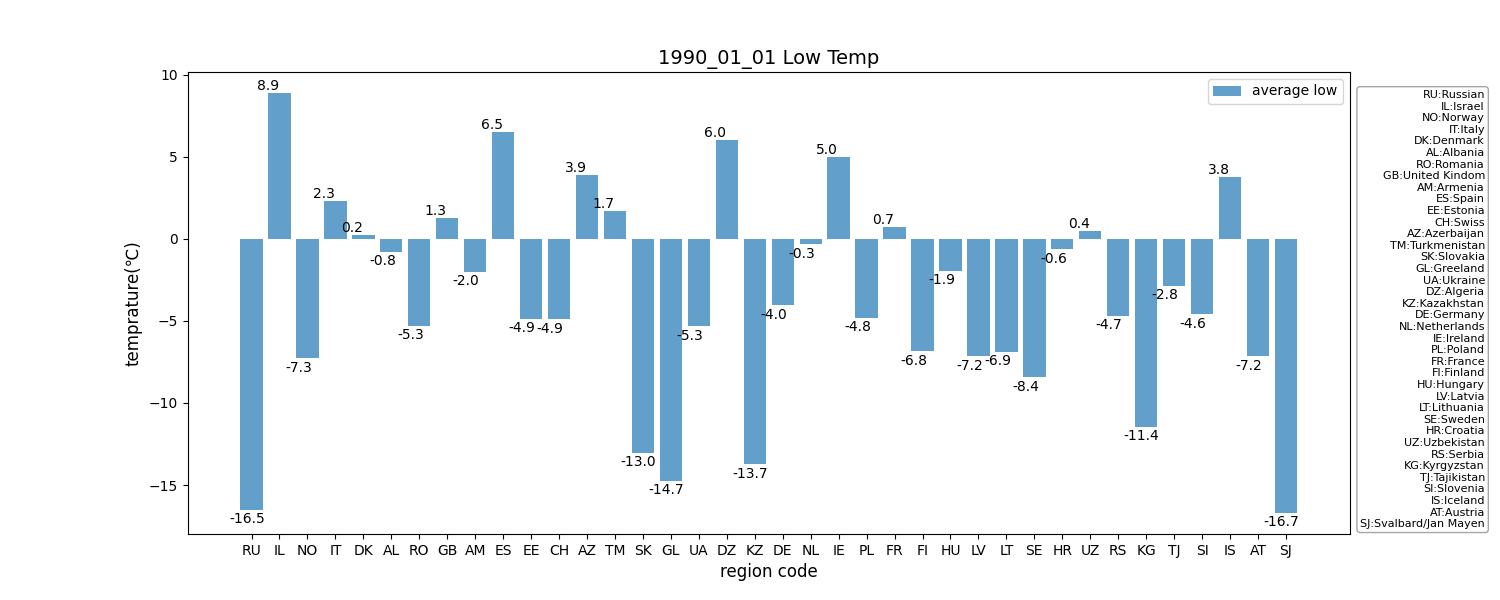 1990_01_01 Low Temp
temprature(℃)
10
5
0
−5
−10
−15
average low
-16.5
8.9
-7.3
2.3
0.2
-0.8
-5.3
1.3
-2.0
6.5
-4.9
-4.9
3.9
1.7
-13.0
-14.7
-5.3
6.0
-13.7
-4.0
-0.3
5.0
-4.8
0.7
-6.8
-1.9
-7.2
-6.9
-8.4
-0.6
0.4
-4.7
-11.4
-2.8
-4.6
3.8
-7.2
-16.7
RU IL NO IT DK AL RO GB AM ES EE CH AZ TM SK GL UA DZ KZ DE NL IE PL FR FI HU LV LT SE HR UZ RS KG TJ SI IS AT SJ
region code
RU:Russian
IL:Israel
NO:Norway
IT:Italy
DK:Denmark
AL:Albania
RO:Romania
GB:United Kindom
AM:Armenia
ES:Spain
EE:Estonia
CH:Swiss
AZ:Azerbaijan
TM:Turkmenistan
SK:Slovakia
GL:Greeland
UA:Ukraine
DZ:Algeria
KZ:Kazakhstan
DE:Germany
NL:Netherlands
IE:Ireland
PL:Poland
FR:France
FI:Finland
HU:Hungary
LV:Latvia
LT:Lithuania
SE:Sweden
HR:Croatia
UZ:Uzbekistan
RS:Serbia
KG:Kyrgyzstan
TJ:Tajikistan
SI:Slovenia
IS:Iceland
AT:Austria
SJ:Svalbard/Jan Mayen